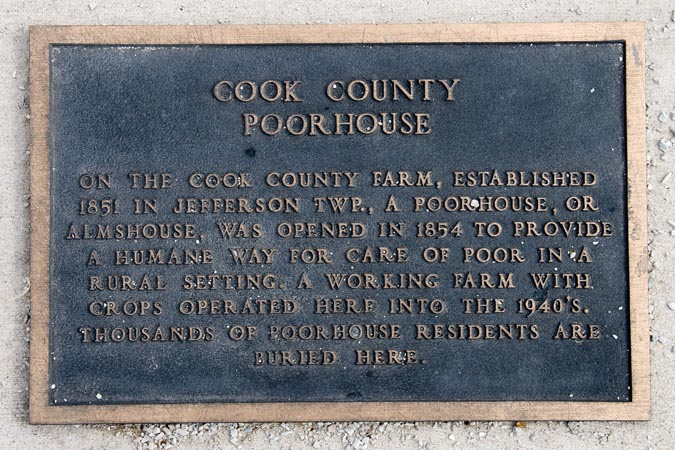 COOK COUNTY
POORHOUSE
ON THE COOK COUNTY FARM, ESTABLISHED
1851 IN JEFFERSON TWP., A POORHOUSE, OR
ALMSHOUSE, WAS OPENED IN 1854 TO PROVIDE
A HUMANE WAY FOR CARE OF POOR IN A
RURAL SETTING. A WORKING FARM WITH
CROPS OPERATED HERE INTO THE 1940'S.
THOUSANDS OF POORHOUSE RESIDENTS ARE
BURIED HERE.